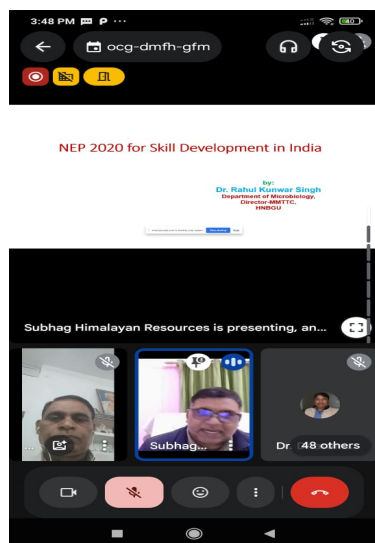 3:48 PM P ...
40
ocg-dmfh-gfm
NEP 2020 for Skill Development in India
by:
Dr. Rahul Kunwar Singh
Department of Microbiology,
Director-MMTTC,
HNBGU
Subhag Himalayan Resources is presenting, an...
...
Subhag...
Dr.
48 others